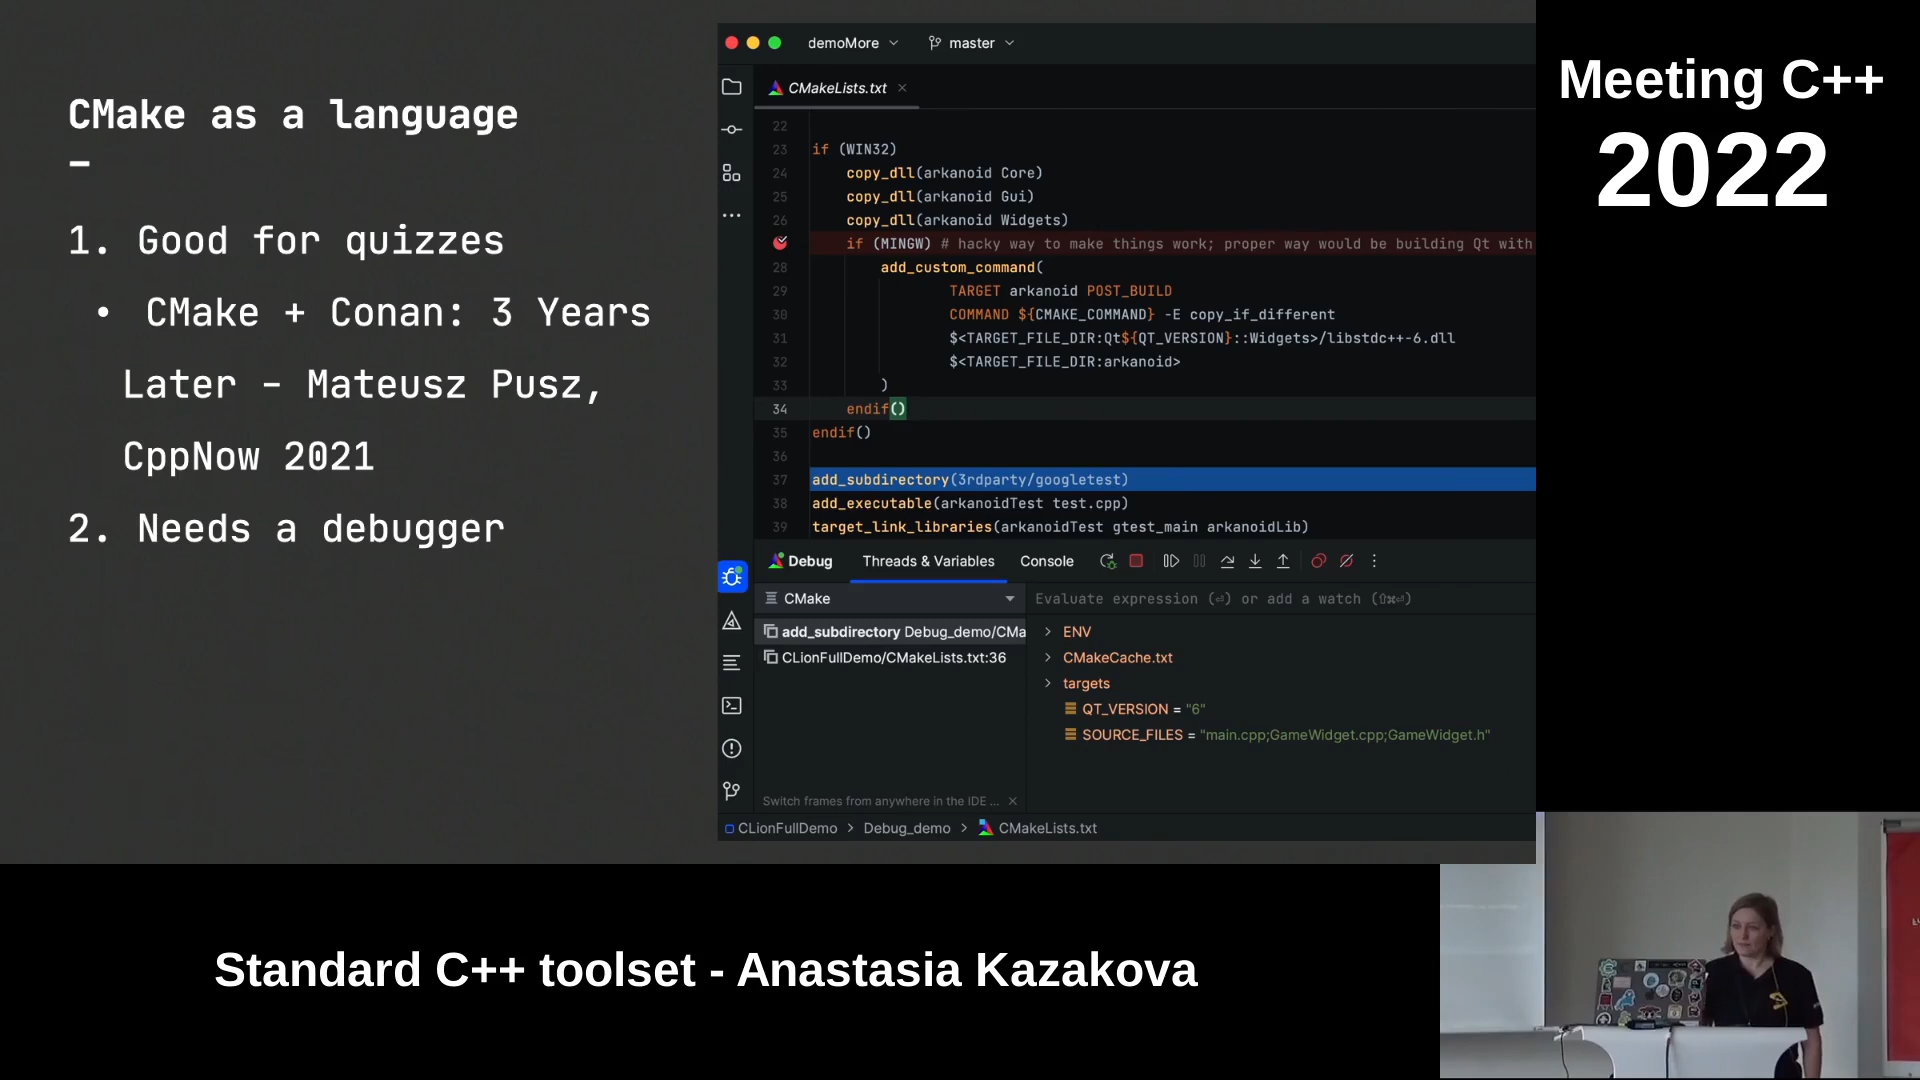 CMake as a language
–
1. Good for quizzes
• CMake + Conan: 3 Years
Later – Mateusz Pusz,
CppNow 2021
2. Needs a debugger
demoMore
master
CMakeLists.txt
22
23 if (WIN32)
24 copy_dll(arkanoid Core)
25 copy_dll(arkanoid Gui)
26 copy_dll(arkanoid Widgets)
if (MINGW) # hacky way to make things work; proper way would be building Qt with
28 add_custom_command(
29 TARGET arkanoid POST_BUILD
30 COMMAND ${CMAKE_COMMAND} -E copy_if_different
31 $<TARGET_FILE_DIR:Qt${QT_VERSION}::Widgets>/libstdc++-6.dll
32 $<TARGET_FILE_DIR:arkanoid>
33 )
34 endif()
35 endif()
36
37 add_subdirectory(3rdparty/googletest)
38 add_executable(arkanoidTest test.cpp)
39 target_link_libraries(arkanoidTest gtest_main arkanoidLib)
Debug Threads & Variables Console
CMake
Evaluate expression (⏎) or add a watch (⇧⌘⏎)
add_subdirectory Debug_demo/CMa
CLionFullDemo/CMakeLists.txt:36
ENV
CMakeCache.txt
targets
QT_VERSION = "6"
SOURCE_FILES = "main.cpp;GameWidget.cpp;GameWidget.h"
Switch frames from anywhere in the IDE ...
CLionFullDemo > Debug_demo > CMakeLists.txt
Meeting C++
2022
Standard C++ toolset - Anastasia Kazakova